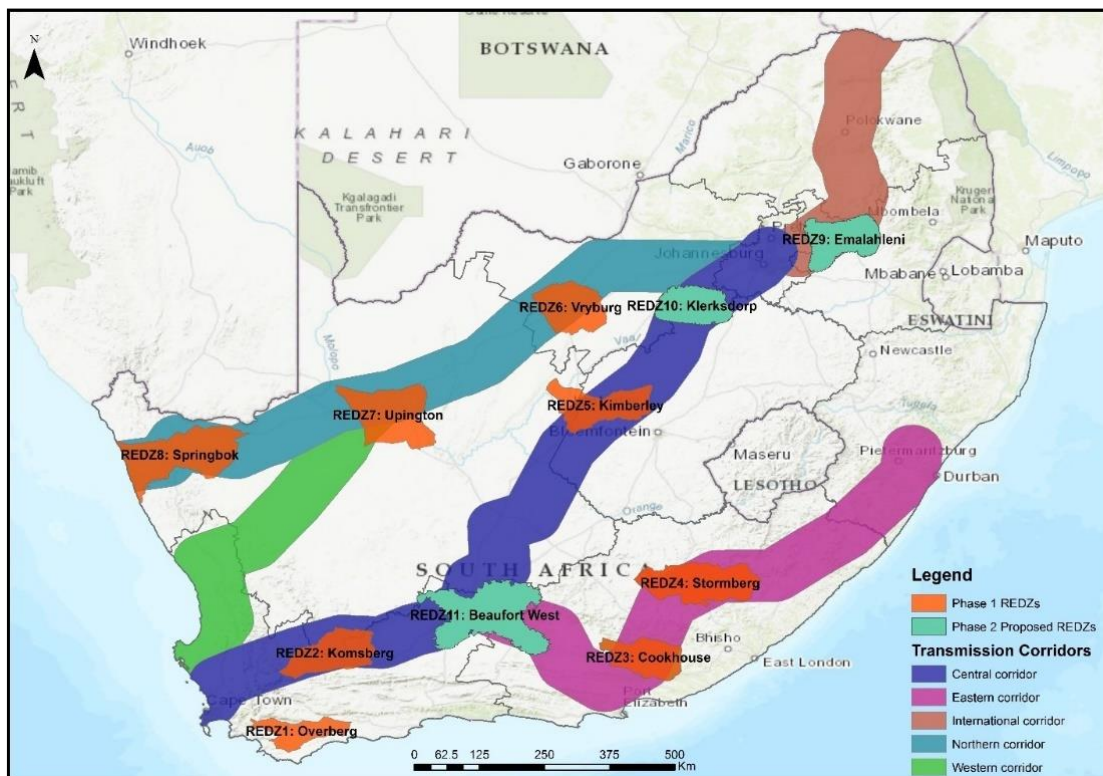 N
Windhoek
BOTSWANA
KALAHARI
DESERT
Auob
Kgalagadi
Transfrontier
Park
Gaborone
Marico
Polokwane
Limpopo
Kruger
National
Park
Maputo
REDZ9: Emalahleni
Johannesburg
Mbabane
Lobamba
ESWATINI
REDZ6: Vryburg
REDZ10: Klerksdorp
Molopo
Newcastle
REDZ7: Upington
REDZ5: Kimberley
Bloemfontein
Tugela
REDZ8: Springbok
Maseru
LESOTHO
Pietermaritzburg
Durban
Orange
SOUTH AFRICA
REDZ4: Stormberg
REDZ11: Beaufort West
REDZ2: Komsberg
REDZ3: Cookhouse
Bhisho
East London
Port
Elizabeth
Cape Town
REDZ1: Overberg
Legend
Phase 1 REDZs
Phase 2 Proposed REDZs
Transmission Corridors
Central corridor
Eastern corridor
International corridor
Northern corridor
Western corridor
0 62.5 125 250 375 500
Km